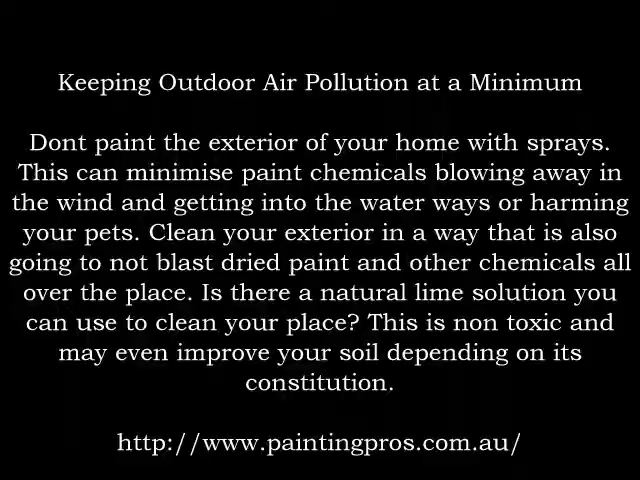 Keeping Outdoor Air Pollution at a Minimum
Dont paint the exterior of your home with sprays.
This can minimise paint chemicals blowing away in
the wind and getting into the water ways or harming
your pets. Clean your exterior in a way that is also
going to not blast dried paint and other chemicals all
over the place. Is there a natural lime solution you
can use to clean your place? This is non toxic and
may even improve your soil depending on its
constitution.
http://www.paintingpros.com.au/